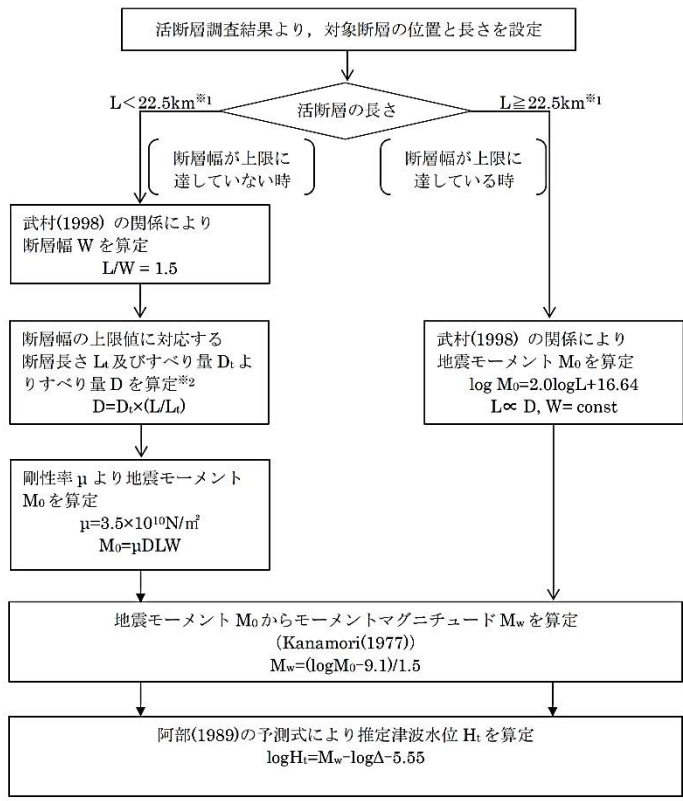 活断層調査結果より，対象断層の位置と長さを設定
活断層の長さ
L＜22.5km※1
L≧22.5km※1
断層幅が上限に
達していない時
断層幅が上限に
達している時
武村(1998) の関係により
断層幅 W を算定
L/W = 1.5
断層幅の上限値に対応する
断層長さ Lt 及びすべり量 Dt よ
りすべり量 D を算定※2
D=Dt×(L/Lt)
剛性率 μ より地震モーメント
M0 を算定
μ=3.5×10¹⁰N/㎡
M0=μDLW
武村(1998) の関係により
地震モーメント M0 を算定
log M0=2.0logL+16.64
L∝ D, W= const
地震モーメント M0 からモーメントマグニチュード Mw を算定
（Kanamori(1977)）
Mw=(logM0-9.1)/1.5
阿部(1989)の予測式により推定津波水位 Ht を算定
logHt=Mw-logΔ-5.55